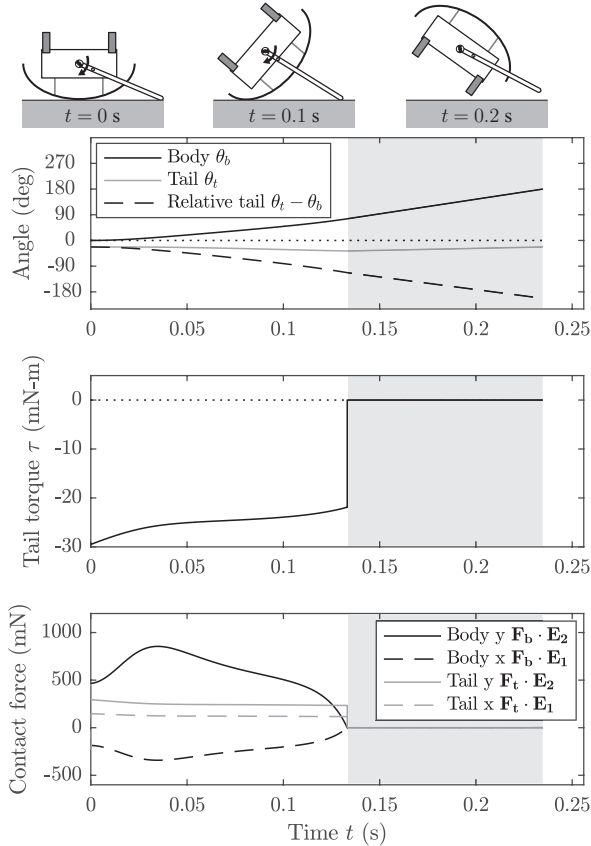 t = 0 s
t = 0.1 s
t = 0.2 s
Angle (deg)
270
180
90
0
-90
-180
Body θb
Tail θt
Relative tail θt − θb
0
0.05
0.1
0.15
0.2
0.25
Tail torque τ (mN-m)
0
-10
-20
-30
0
0.05
0.1
0.15
0.2
0.25
Contact force (mN)
1000
500
0
-500
Body y Fb · E2
Body x Fb · E1
Tail y Ft · E2
Tail x Ft · E1
0
0.05
0.1
0.15
0.2
0.25
Time t (s)